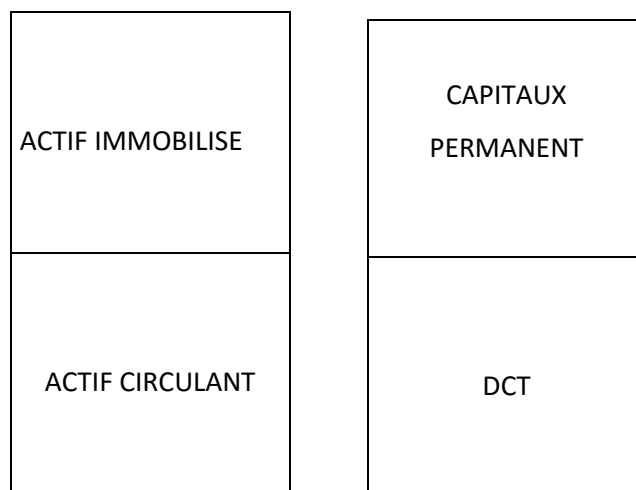 ACTIF IMMOBILISE
CAPITAUX
PERMANENT
ACTIF CIRCULANT
DCT